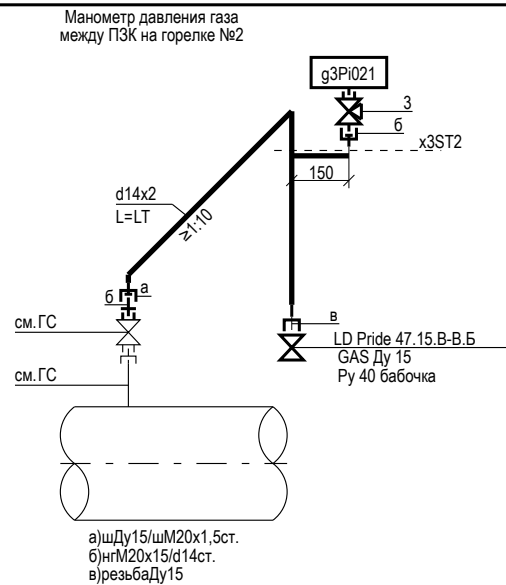 Манометр давления газа
между ПЗК на горелке №2
g3Pi021
3
б
x3ST2
150
d14x2
L=LT
≥1:10
а
б
см.ГС
в
LD Pride 47.15.В-В.Б
GAS Ду 15
Ру 40 бабочка
см.ГС
а)шДу15/шМ20х1,5ст.
б)нгМ20х15/d14ст.
в)резьбаДу15